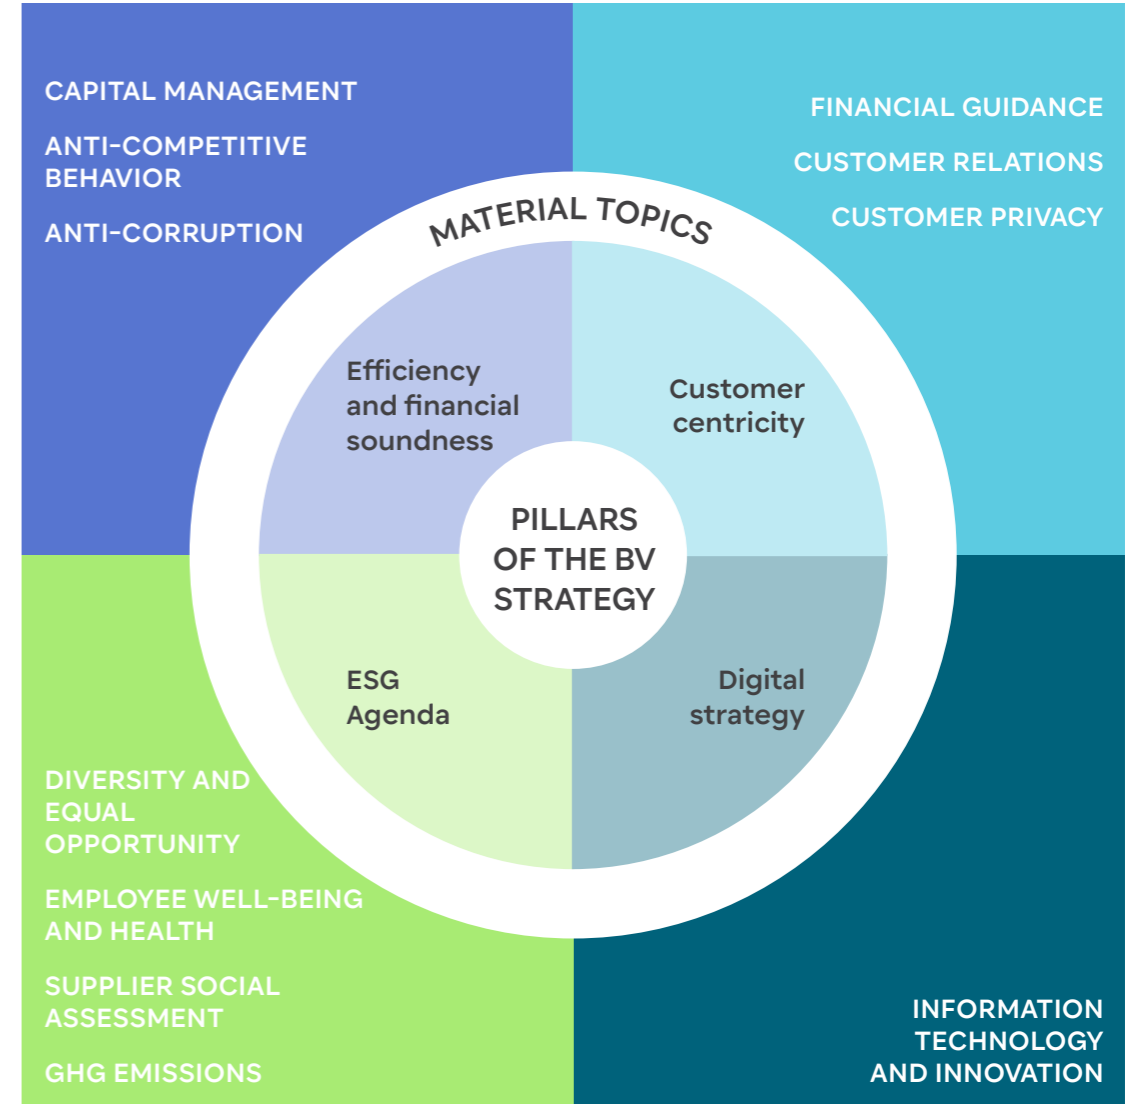 CAPITAL MANAGEMENT
ANTI-COMPETITIVE
BEHAVIOR
ANTI-CORRUPTION
FINANCIAL GUIDANCE
CUSTOMER RELATIONS
CUSTOMER PRIVACY
MATERIAL TOPICS
Efficiency
and financial
soundness
Customer
centricity
PILLARS
OF THE BV
STRATEGY
ESG
Agenda
Digital
strategy
DIVERSITY AND
EQUAL
OPPORTUNITY
EMPLOYEE WELL-BEING
AND HEALTH
SUPPLIER SOCIAL
ASSESSMENT
GHG EMISSIONS
INFORMATION
TECHNOLOGY
AND INNOVATION